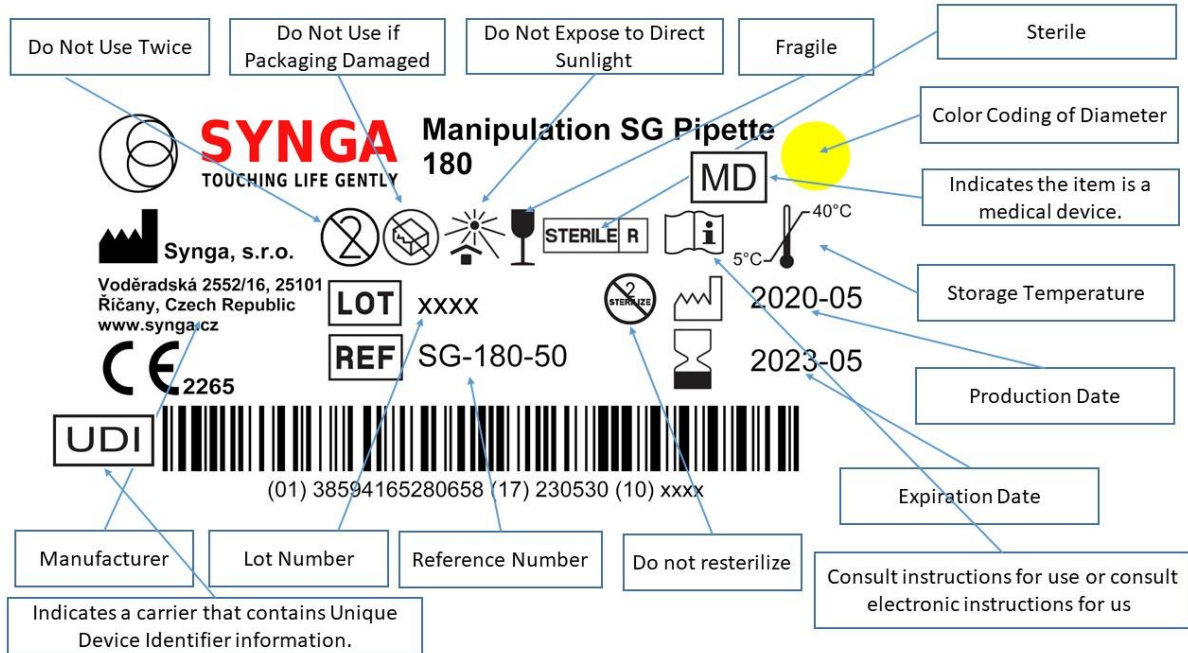 Do Not Use Twice
Do Not Use if
Packaging Damaged
Do Not Expose to Direct
Sunlight
Fragile
Sterile
Color Coding of Diameter
Indicates the item is a
medical device.
Storage Temperature
Production Date
Expiration Date
Consult instructions for use or consult
electronic instructions for us
SYNGA
TOUCHING LIFE GENTLY
Manipulation SG Pipette
180
MD
Synga, s.r.o.
2
STERILE R
i
5°C
40°C
Voděradská 2552/16, 25101
Říčany, Czech Republic
www.synga.cz
LOT xxxx
2
STERILIZE
2020-05
REF SG-180-50
2023-05
CE 2265
UDI
(01) 38594165280658 (17) 230530 (10) xxxx
Manufacturer
Lot Number
Reference Number
Do not resterilize
Indicates a carrier that contains Unique
Device Identifier information.